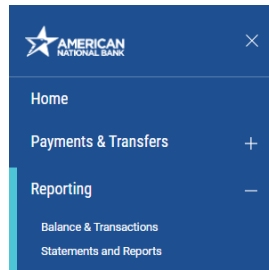 AMERICAN
NATIONAL BANK
Home
Payments & Transfers
Reporting
Balance & Transactions
Statements and Reports